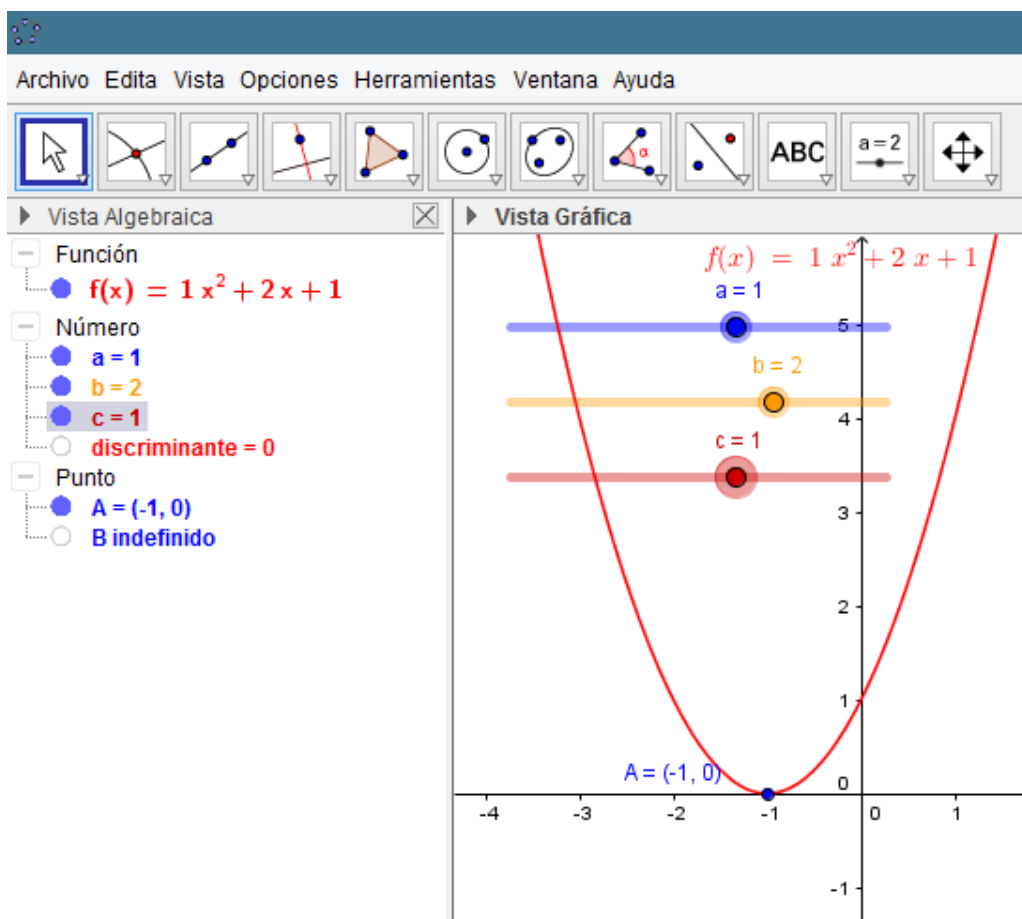 Archivo Edita Vista Opciones Herramientas Ventana Ayuda
α
ABC
a = 2
Vista Algebraica
Función
f(x) = 1 x² + 2 x + 1
Número
a = 1
b = 2
c = 1
discriminante = 0
Punto
A = (-1, 0)
B indefinido
Vista Gráfica
f(x) = 1 x² + 2 x + 1
a = 1
5
b = 2
4
c = 1
3
2
1
A = (-1, 0)
0
-4 -3 -2 -1 0 1
-1